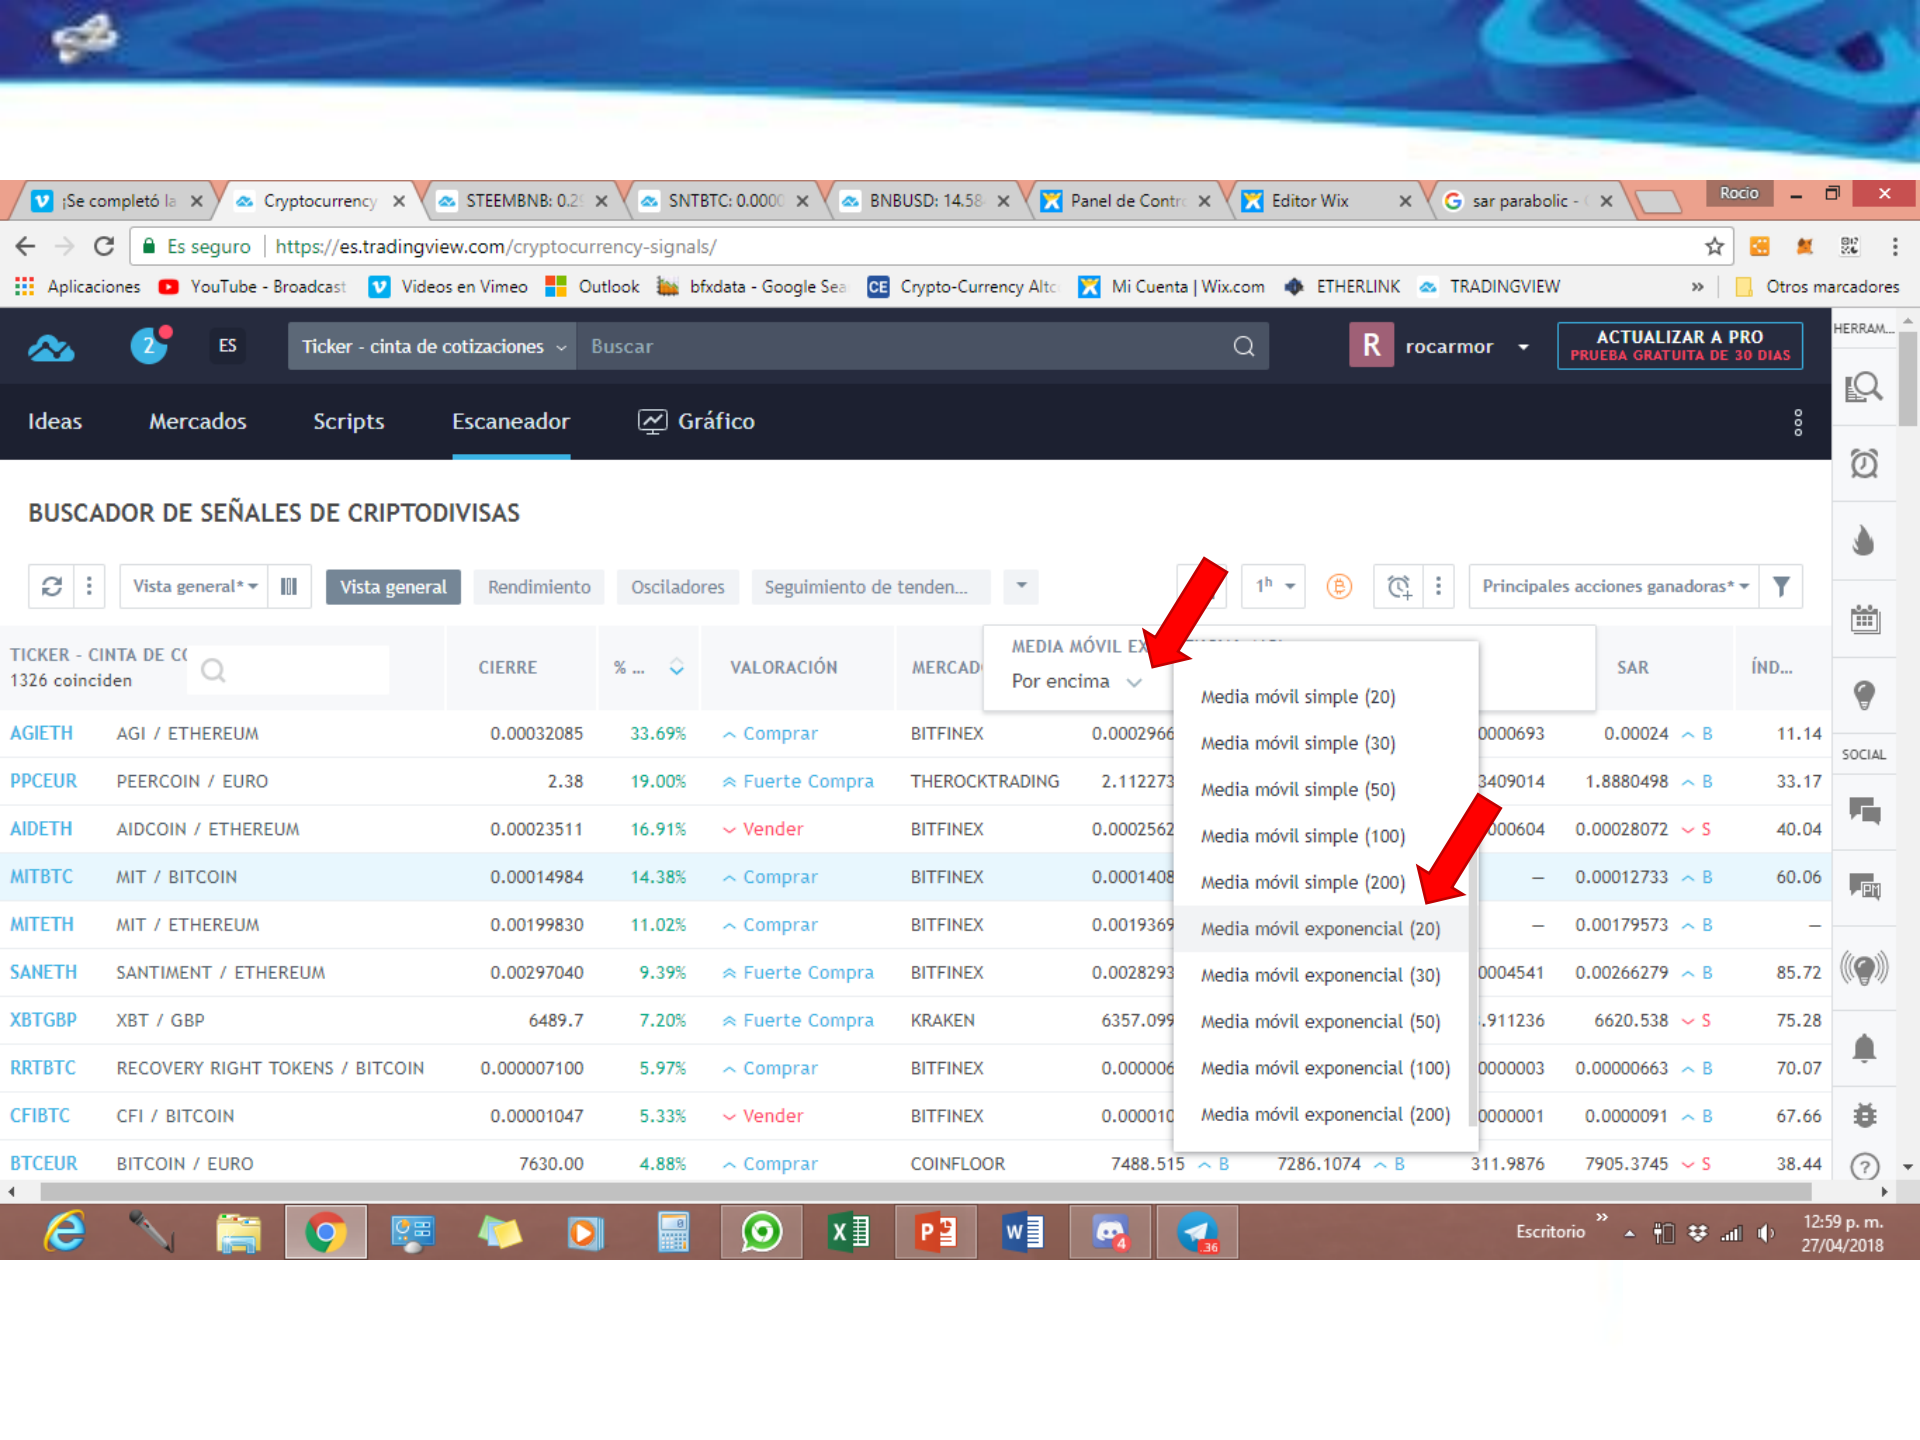 ¡Se completó la
Cryptocurrency
STEEMBNB: 0.2
SNTBTC: 0.000
BNBUSD: 14.58
Panel de Contr
Editor Wix
sar parabolic -
Rocio
Es seguro | https://es.tradingview.com/cryptocurrency-signals/
Aplicaciones YouTube - Broadcast Videos en Vimeo Outlook bfxdata - Google Sea CE Crypto-Currency Altc Mi Cuenta | Wix.com ETHERLINK TRADINGVIEW » Otros marcadores
2 ES Ticker - cinta de cotizaciones Buscar R rocarmor ACTUALIZAR A PRO
PRUEBA GRATUITA DE 30 DIAS
HERRAM...
Ideas Mercados Scripts Escaneador Gráfico
BUSCADOR DE SEÑALES DE CRIPTODIVISAS
Vista general* Vista general Rendimiento Osciladores Seguimiento de tenden... 1h Principales acciones ganadoras*
TICKER - CINTA DE CO
1326 coinciden
CIERRE % ... VALORACIÓN MERCAD SAR ÍND...
MEDIA MÓVIL EX
Por encima
Media móvil simple (20)
Media móvil simple (30)
Media móvil simple (50)
Media móvil simple (100)
Media móvil simple (200)
Media móvil exponencial (20)
Media móvil exponencial (30)
Media móvil exponencial (50)
Media móvil exponencial (100)
Media móvil exponencial (200)
AGIETH AGI / ETHEREUM 0.00032085 33.69% Comprar BITFINEX 0.0002966 0000693 0.00024 B 11.14
PPCEUR PEERCOIN / EURO 2.38 19.00% Fuerte Compra THEROCKTRADING 2.112273 3409014 1.8880498 B 33.17
AIDETH AIDCOIN / ETHEREUM 0.00023511 16.91% Vender BITFINEX 0.0002562 000604 0.00028072 S 40.04
MITBTC MIT / BITCOIN 0.00014984 14.38% Comprar BITFINEX 0.0001408 — 0.00012733 B 60.06
MITETH MIT / ETHEREUM 0.00199830 11.02% Comprar BITFINEX 0.0019369 — 0.00179573 B —
SANETH SANTIMENT / ETHEREUM 0.00297040 9.39% Fuerte Compra BITFINEX 0.0028293 0004541 0.00266279 B 85.72
XBTGBP XBT / GBP 6489.7 7.20% Fuerte Compra KRAKEN 6357.099 .911236 6620.538 S 75.28
RRTBTC RECOVERY RIGHT TOKENS / BITCOIN 0.000007100 5.97% Comprar BITFINEX 0.000006 0000003 0.00000663 B 70.07
CFIBTC CFI / BITCOIN 0.00001047 5.33% Vender BITFINEX 0.000010 0000001 0.0000091 B 67.66
BTCEUR BITCOIN / EURO 7630.00 4.88% Comprar COINFLOOR 7488.515 B 7286.1074 B 311.9876 7905.3745 S 38.44
SOCIAL
PM
4
36
Escritorio
»
12:59 p. m.
27/04/2018